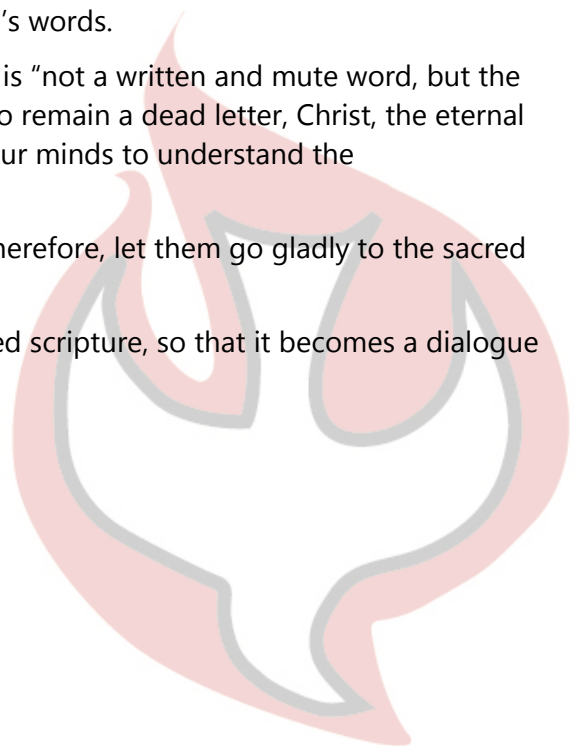 ’s words.
is “not a written and mute word, but the
o remain a dead letter, Christ, the eternal
ur minds to understand the
herefore, let them go gladly to the sacred
ed scripture, so that it becomes a dialogue